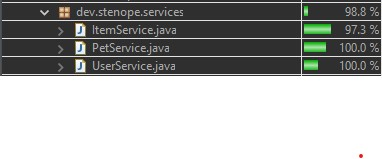 dev.stenope.services 98.8 %
ItemService.java 97.3 %
PetService.java 100.0 %
UserService.java 100.0 %